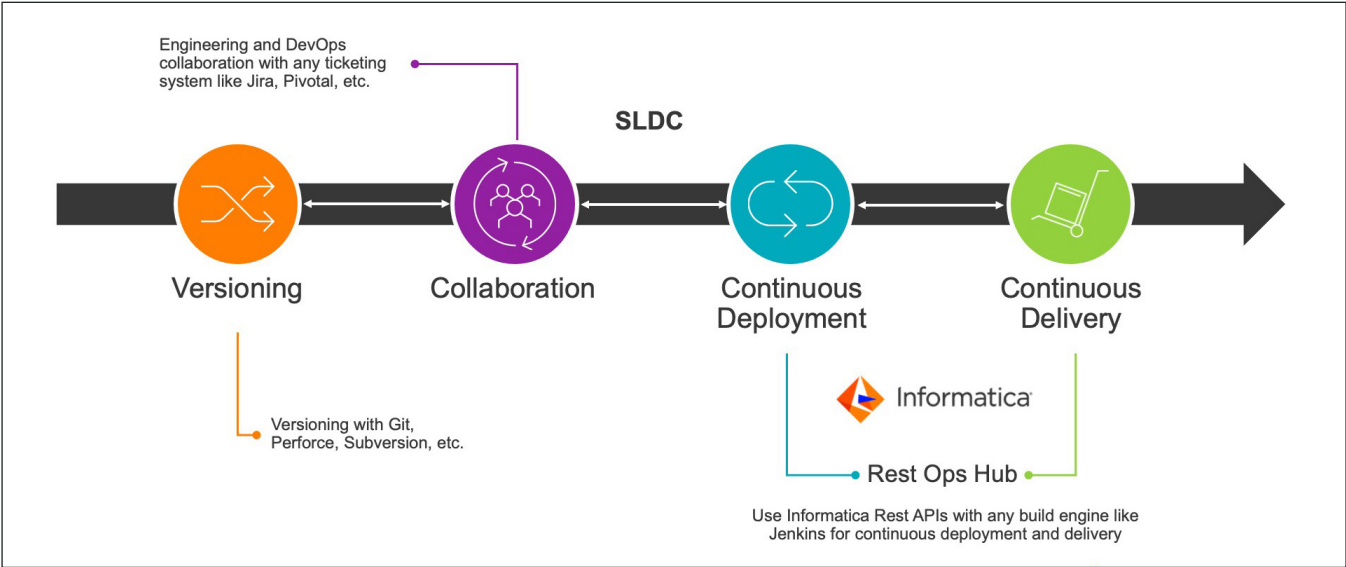 Engineering and DevOps
collaboration with any ticketing
system like Jira, Pivotal, etc.
SLDC
Versioning
Collaboration
Continuous
Deployment
Continuous
Delivery
Versioning with Git,
Perforce, Subversion, etc.
Informatica
Rest Ops Hub
Use Informatica Rest APIs with any build engine like
Jenkins for continuous deployment and delivery